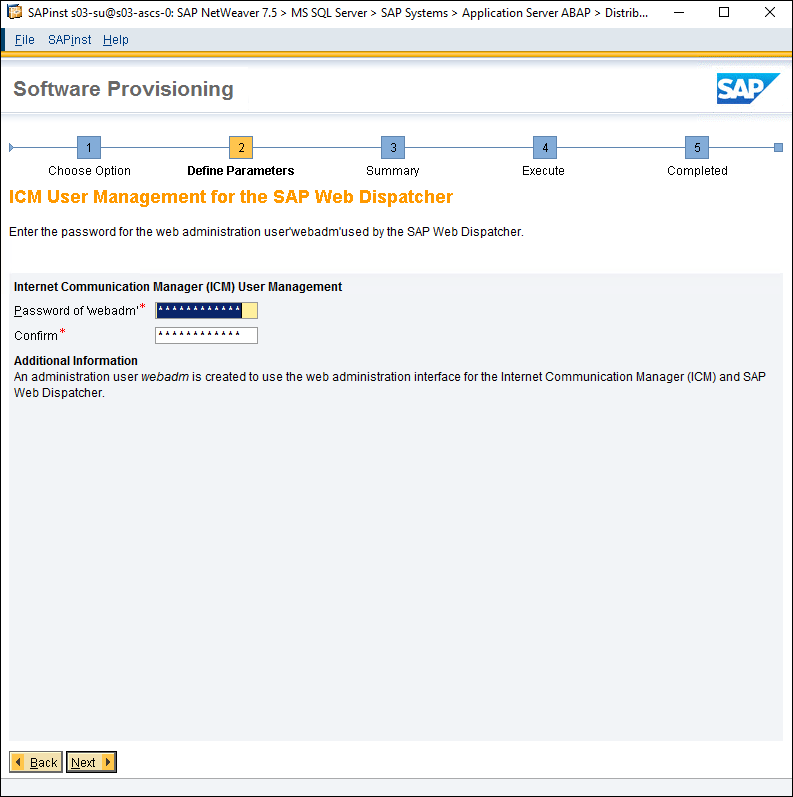 SAPinst s03-su@s03-ascs-0: SAP NetWeaver 7.5 > MS SQL Server > SAP Systems > Application Server ABAP > Distrib...
File SAPinst Help
Software Provisioning
SAP
1 2 3 4 5
Choose Option Define Parameters Summary Execute Completed
ICM User Management for the SAP Web Dispatcher
Enter the password for the web administration user'webadm'used by the SAP Web Dispatcher.
Internet Communication Manager (ICM) User Management
Password of 'webadm'* ************
Confirm* ************
Additional Information
An administration user webadm is created to use the web administration interface for the Internet Communication Manager (ICM) and SAP
Web Dispatcher.
Back Next